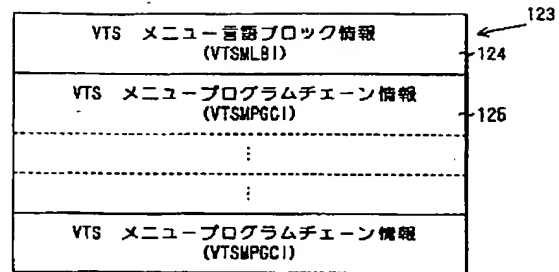 123
VTS メニュー言語ブロック情報
(VTSMLBI)
124
VTS メニュープログラムチェーン情報
(VTSMPGCI)
126
⋮
⋮
VTS メニュープログラムチェーン情報
(VTSMPGCI)